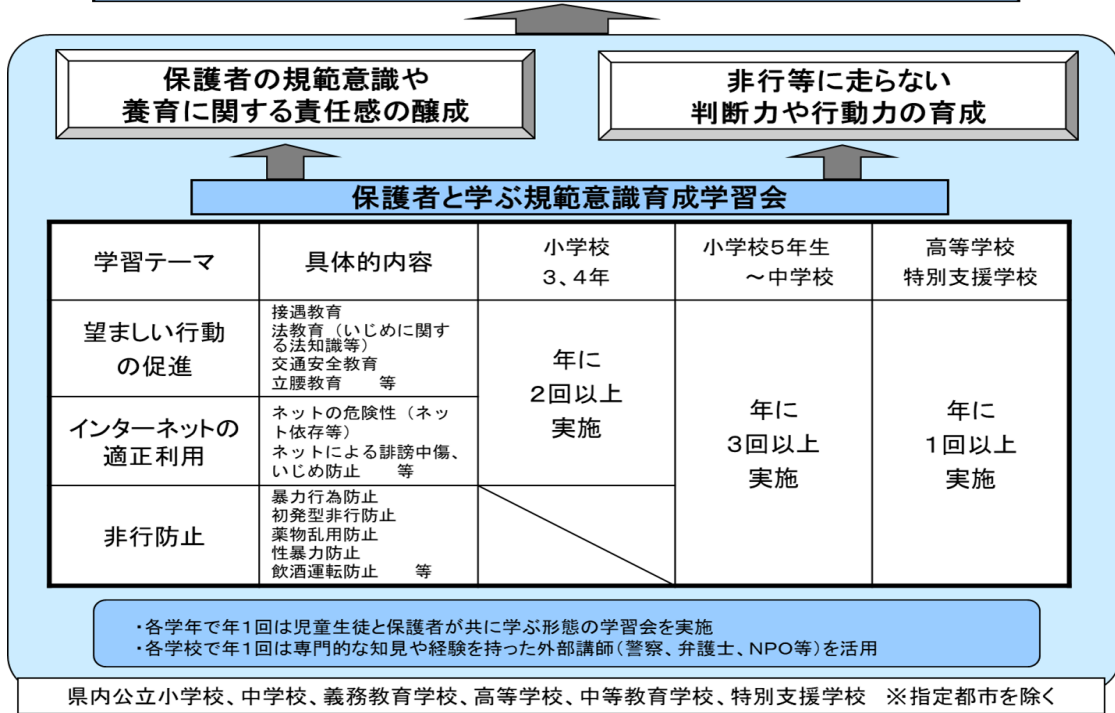 保護者の規範意識や
養育に関する責任感の醸成
非行等に走らない
判断力や行動力の育成
保護者と学ぶ規範意識育成学習会
学習テーマ
具体的内容
小学校
３、４年
小学校５年生
～中学校
高等学校
特別支援学校
望ましい行動
の促進
接遇教育
法教育（いじめに関す
る法知識等）
交通安全教育
立腰教育　　等
年に
２回以上
実施
年に
３回以上
実施
年に
１回以上
実施
インターネットの
適正利用
ネットの危険性（ネッ
ト依存等）
ネットによる誹謗中傷、
いじめ防止　　等
非行防止
暴力行為防止
初発型非行防止
薬物乱用防止
性暴力防止
飲酒運転防止　　等
・各学年で年１回は児童生徒と保護者が共に学ぶ形態の学習会を実施
・各学校で年１回は専門的な知見や経験を持った外部講師（警察、弁護士、NPO等）を活用
県内公立小学校、中学校、義務教育学校、高等学校、中等教育学校、特別支援学校　※指定都市を除く